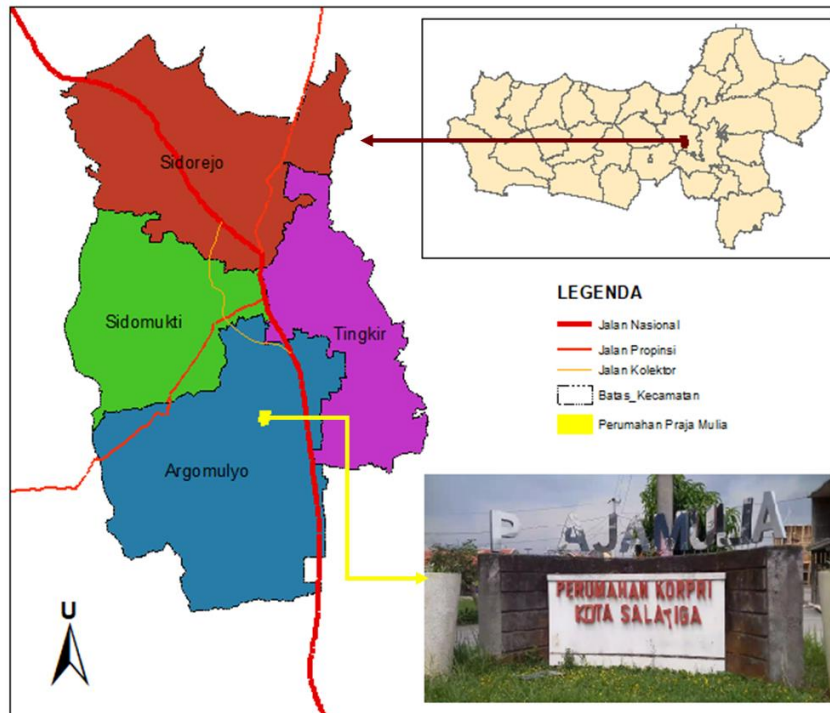 Sidorejo
Sidomukti
Tingkir
Argomulyo
U
LEGENDA
Jalan Nasional
Jalan Propinsi
Jalan Kolektor
Batas_Kecamatan
Perumahan Praja Mulia
P AJAMULIA
PERUMAHAN KORPRI
KOTA SALATIGA